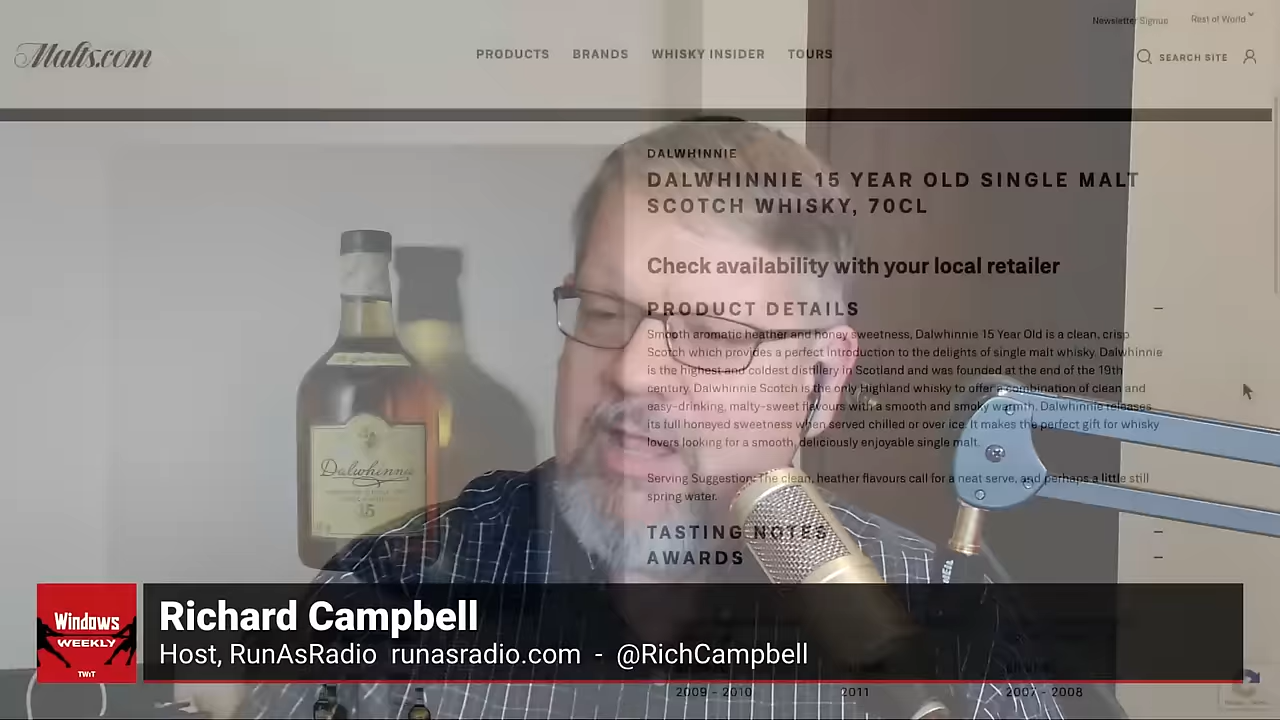 Newsletter Signup
Rest of World
Malts.com
PRODUCTS BRANDS WHISKY INSIDER TOURS
SEARCH SITE
DALWHINNIE
DALWHINNIE 15 YEAR OLD SINGLE MALT
SCOTCH WHISKY, 70CL
Check availability with your local retailer
PRODUCT DETAILS
Smooth aromatic heather and honey sweetness, Dalwhinnie 15 Year Old is a clean, crisp
Scotch which provides a perfect introduction to the delights of single malt whisky. Dalwhinnie
is the highest and coldest distillery in Scotland and was founded at the end of the 19th
century. Dalwhinnie Scotch is the only Highland whisky to offer a combination of clean and
easy-drinking, malty-sweet flavours with a smooth and smoky warmth. Dalwhinnie releases
its full honeyed sweetness when served chilled or over ice. It makes the perfect gift for whisky
lovers looking for a smooth, deliciously enjoyable single malt.
Serving Suggestion: The clean, heather flavours call for a neat serve, and perhaps a little still
spring water.
TASTING NOTES
AWARDS
Dalwhinnie
15
Windows
WEEKLY
TWiT
Richard Campbell
Host, RunAsRadio runasradio.com - @RichCampbell
2009 - 2010
2011
2007 - 2008